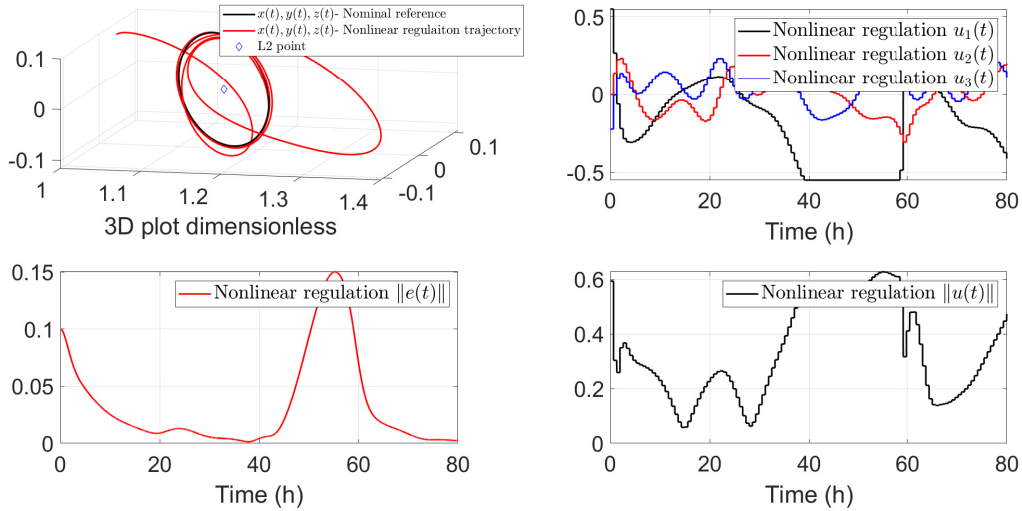 x(t), y(t), z(t)- Nominal reference
x(t), y(t), z(t)- Nonlinear regulaiton trajectory
L2 point
0.1
0
-0.1
1
1.1
1.2
1.3
1.4
-0.1
0
0.1
3D plot dimensionless
Nonlinear regulation u₁(t)
Nonlinear regulation u₂(t)
Nonlinear regulation u₃(t)
0.5
0
-0.5
0 20 40 60 80
Time (h)
Nonlinear regulation ‖e(t)‖
0.15
0.1
0.05
0
0 20 40 60 80
Time (h)
Nonlinear regulation ‖u(t)‖
0.6
0.4
0.2
0
0 20 40 60 80
Time (h)